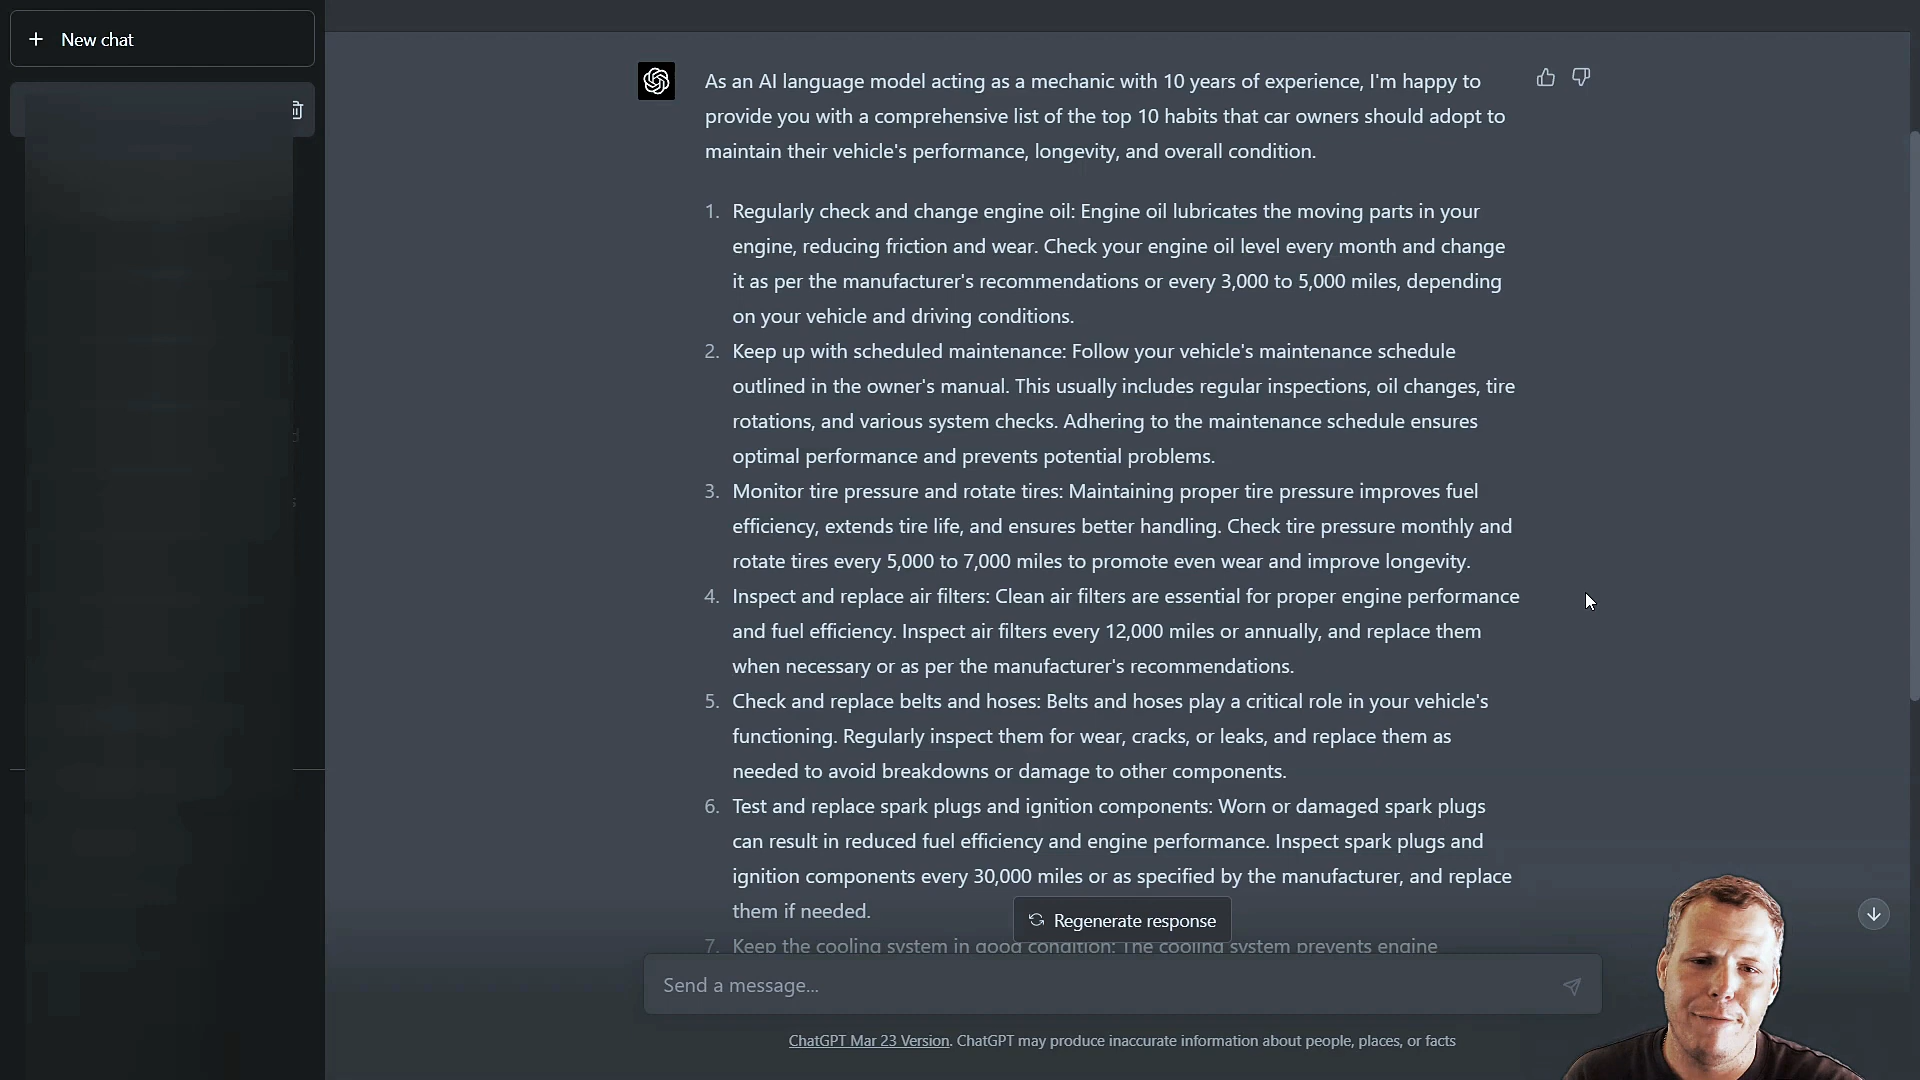 New chat
As an AI language model acting as a mechanic with 10 years of experience, I'm happy to
provide you with a comprehensive list of the top 10 habits that car owners should adopt to
maintain their vehicle's performance, longevity, and overall condition.
1. Regularly check and change engine oil: Engine oil lubricates the moving parts in your
engine, reducing friction and wear. Check your engine oil level every month and change
it as per the manufacturer's recommendations or every 3,000 to 5,000 miles, depending
on your vehicle and driving conditions.
2. Keep up with scheduled maintenance: Follow your vehicle's maintenance schedule
outlined in the owner's manual. This usually includes regular inspections, oil changes, tire
rotations, and various system checks. Adhering to the maintenance schedule ensures
optimal performance and prevents potential problems.
3. Monitor tire pressure and rotate tires: Maintaining proper tire pressure improves fuel
efficiency, extends tire life, and ensures better handling. Check tire pressure monthly and
rotate tires every 5,000 to 7,000 miles to promote even wear and improve longevity.
4. Inspect and replace air filters: Clean air filters are essential for proper engine performance
and fuel efficiency. Inspect air filters every 12,000 miles or annually, and replace them
when necessary or as per the manufacturer's recommendations.
5. Check and replace belts and hoses: Belts and hoses play a critical role in your vehicle's
functioning. Regularly inspect them for wear, cracks, or leaks, and replace them as
needed to avoid breakdowns or damage to other components.
6. Test and replace spark plugs and ignition components: Worn or damaged spark plugs
can result in reduced fuel efficiency and engine performance. Inspect spark plugs and
ignition components every 30,000 miles or as specified by the manufacturer, and replace
them if needed.
Regenerate response
7. Keep the cooling system in good condition: The cooling system prevents engine
Send a message...
ChatGPT Mar 23 Version. ChatGPT may produce inaccurate information about people, places, or facts